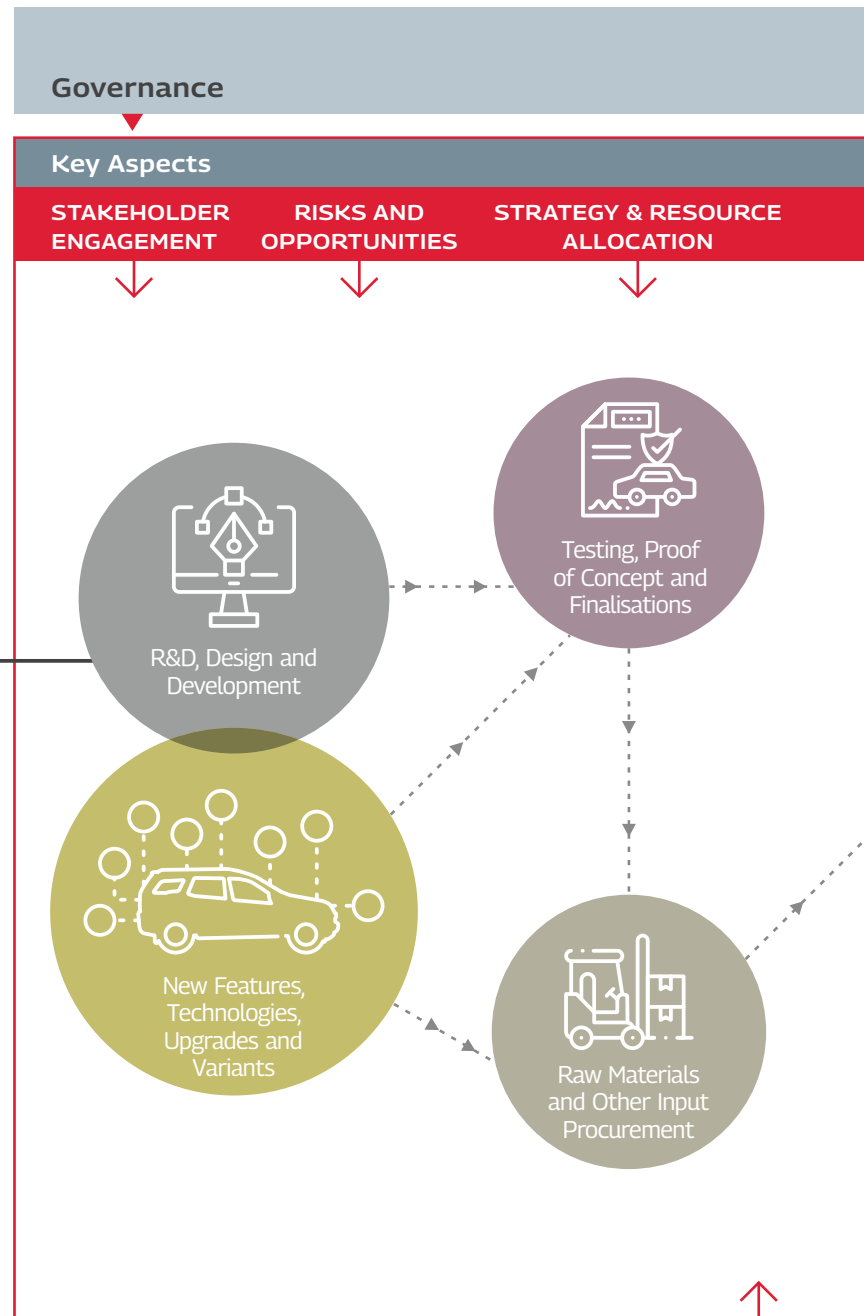 Governance
Key Aspects
STAKEHOLDER
ENGAGEMENT
RISKS AND
OPPORTUNITIES
STRATEGY & RESOURCE
ALLOCATION
Testing, Proof
of Concept and
Finalisations
R&D, Design and
Development
New Features,
Technologies,
Upgrades and
Variants
Raw Materials
and Other Input
Procurement